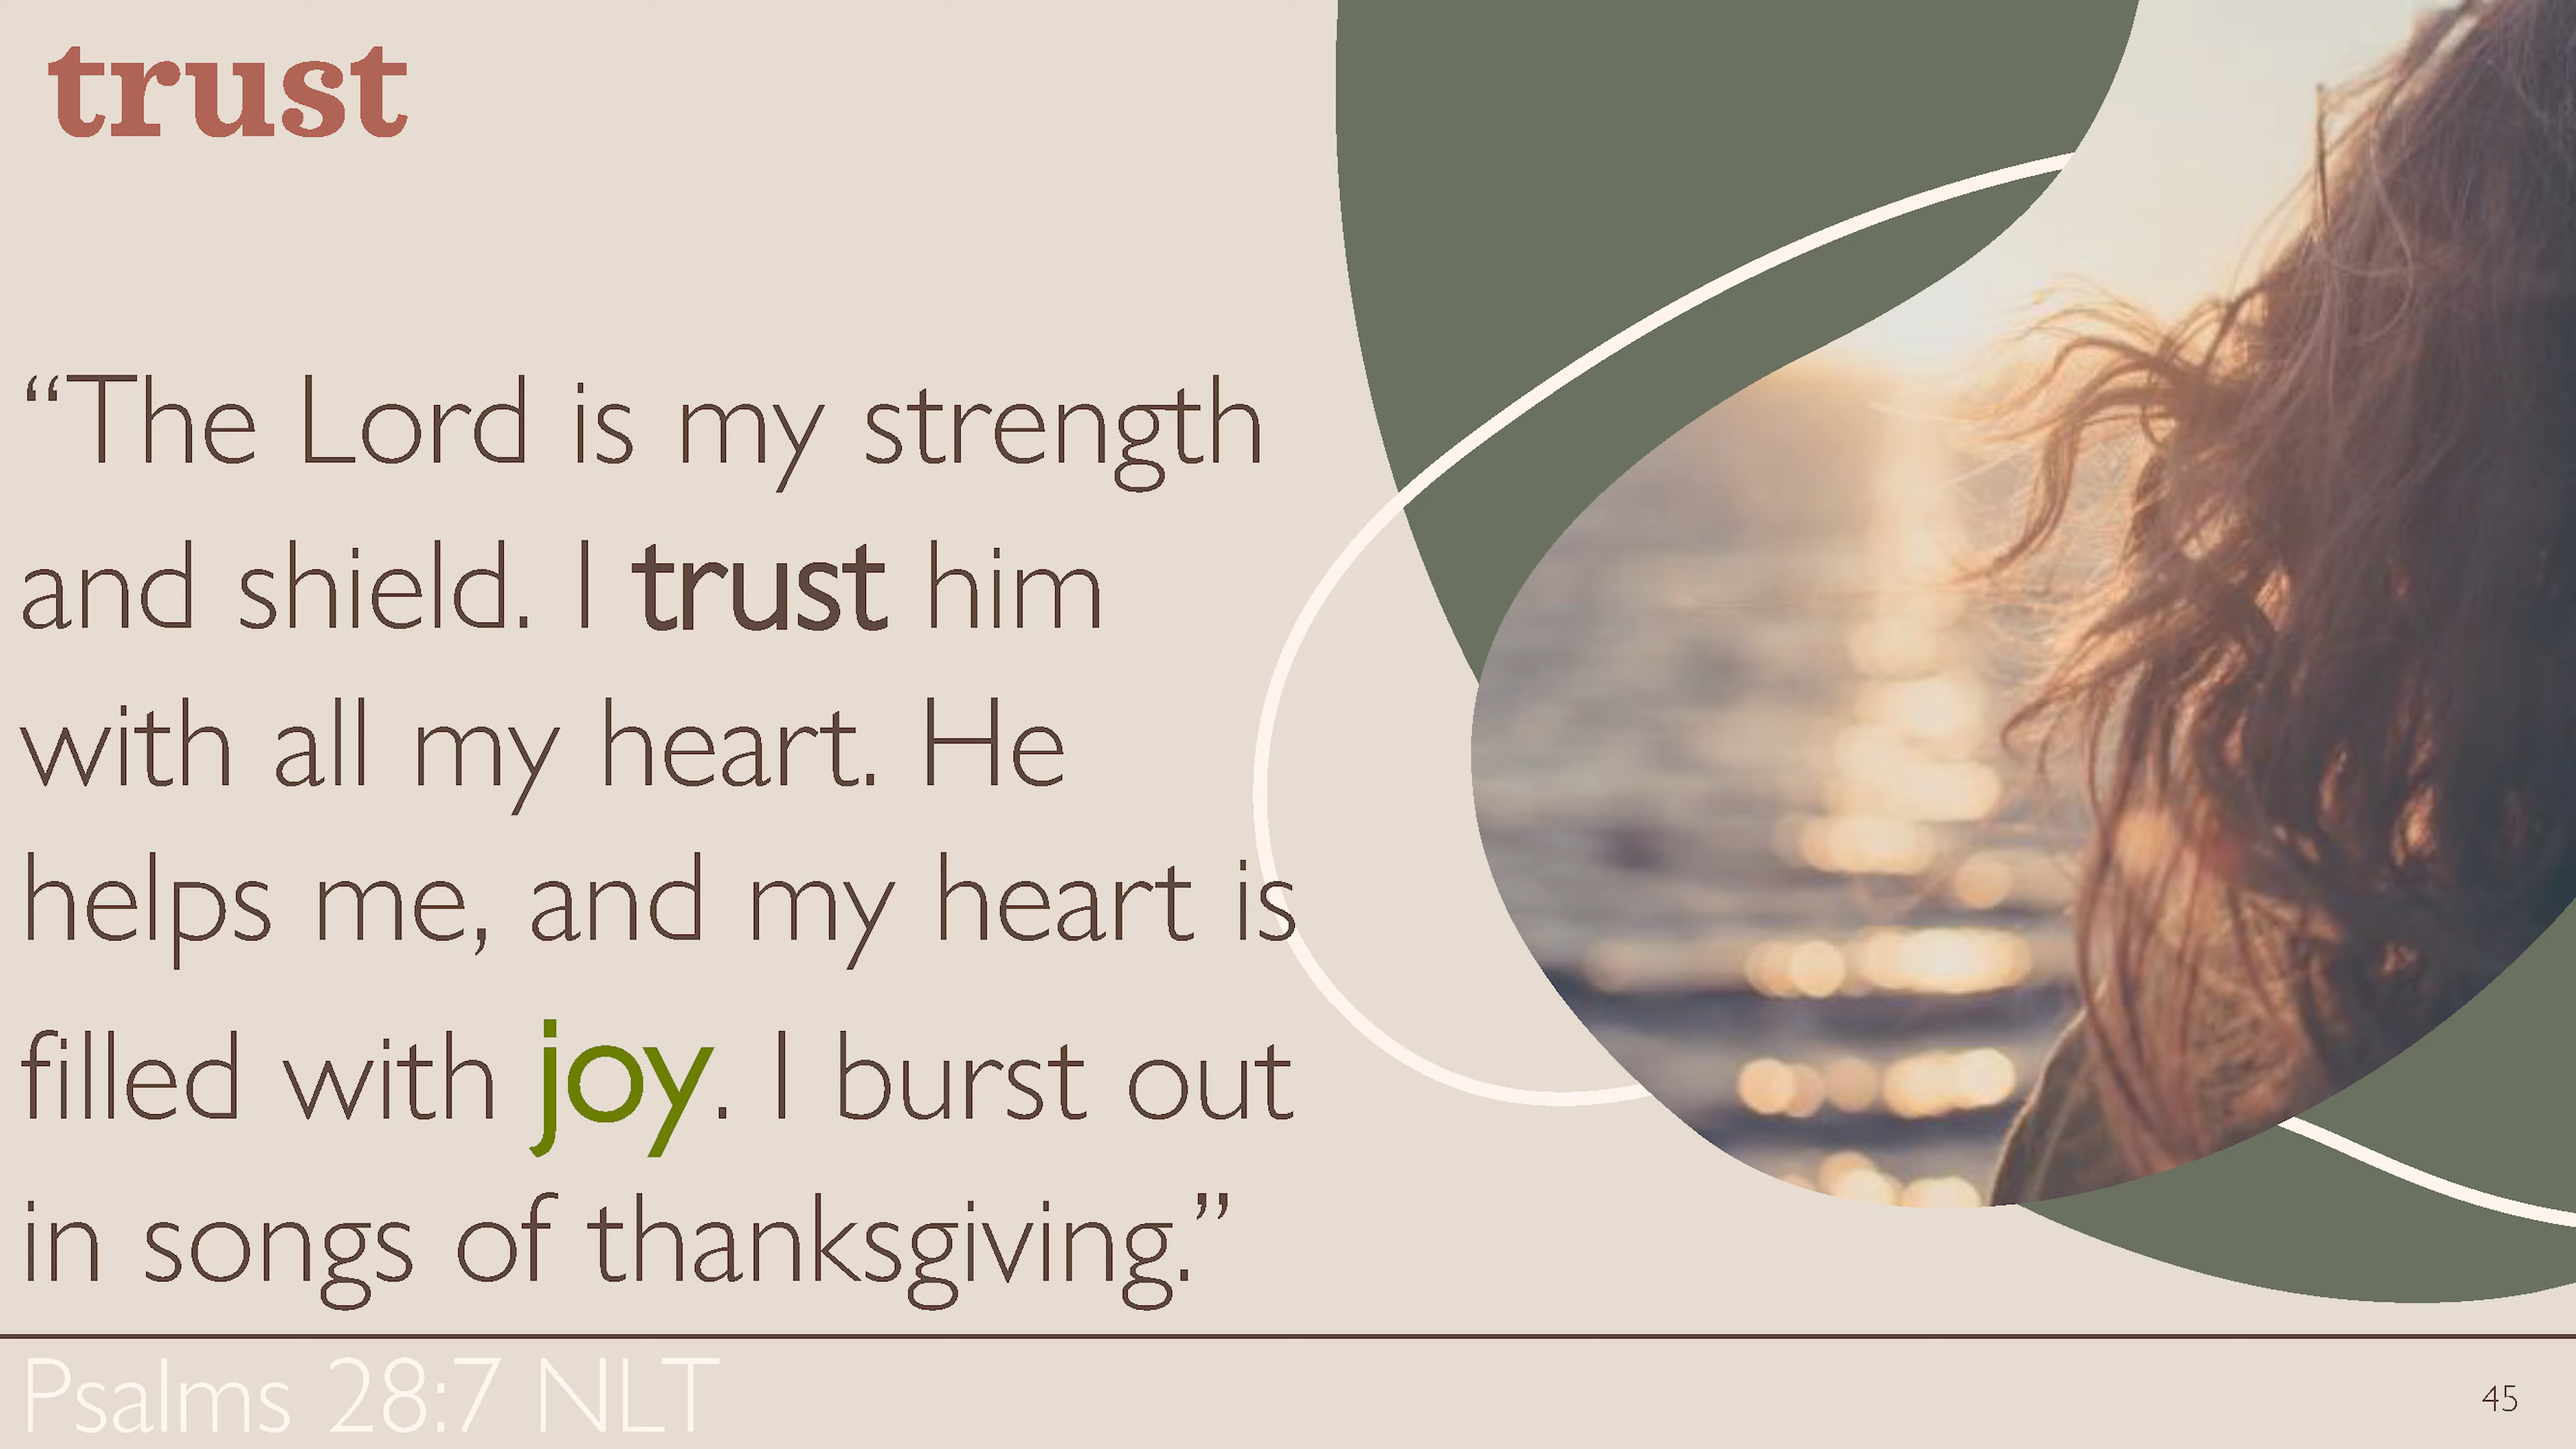 trust
“The Lord is my strength
and shield. I trust him
with all my heart. He
helps me, and my heart is
filled with joy. I burst out
in songs of thanksgiving.”
Psalms 28:7 NLT
45